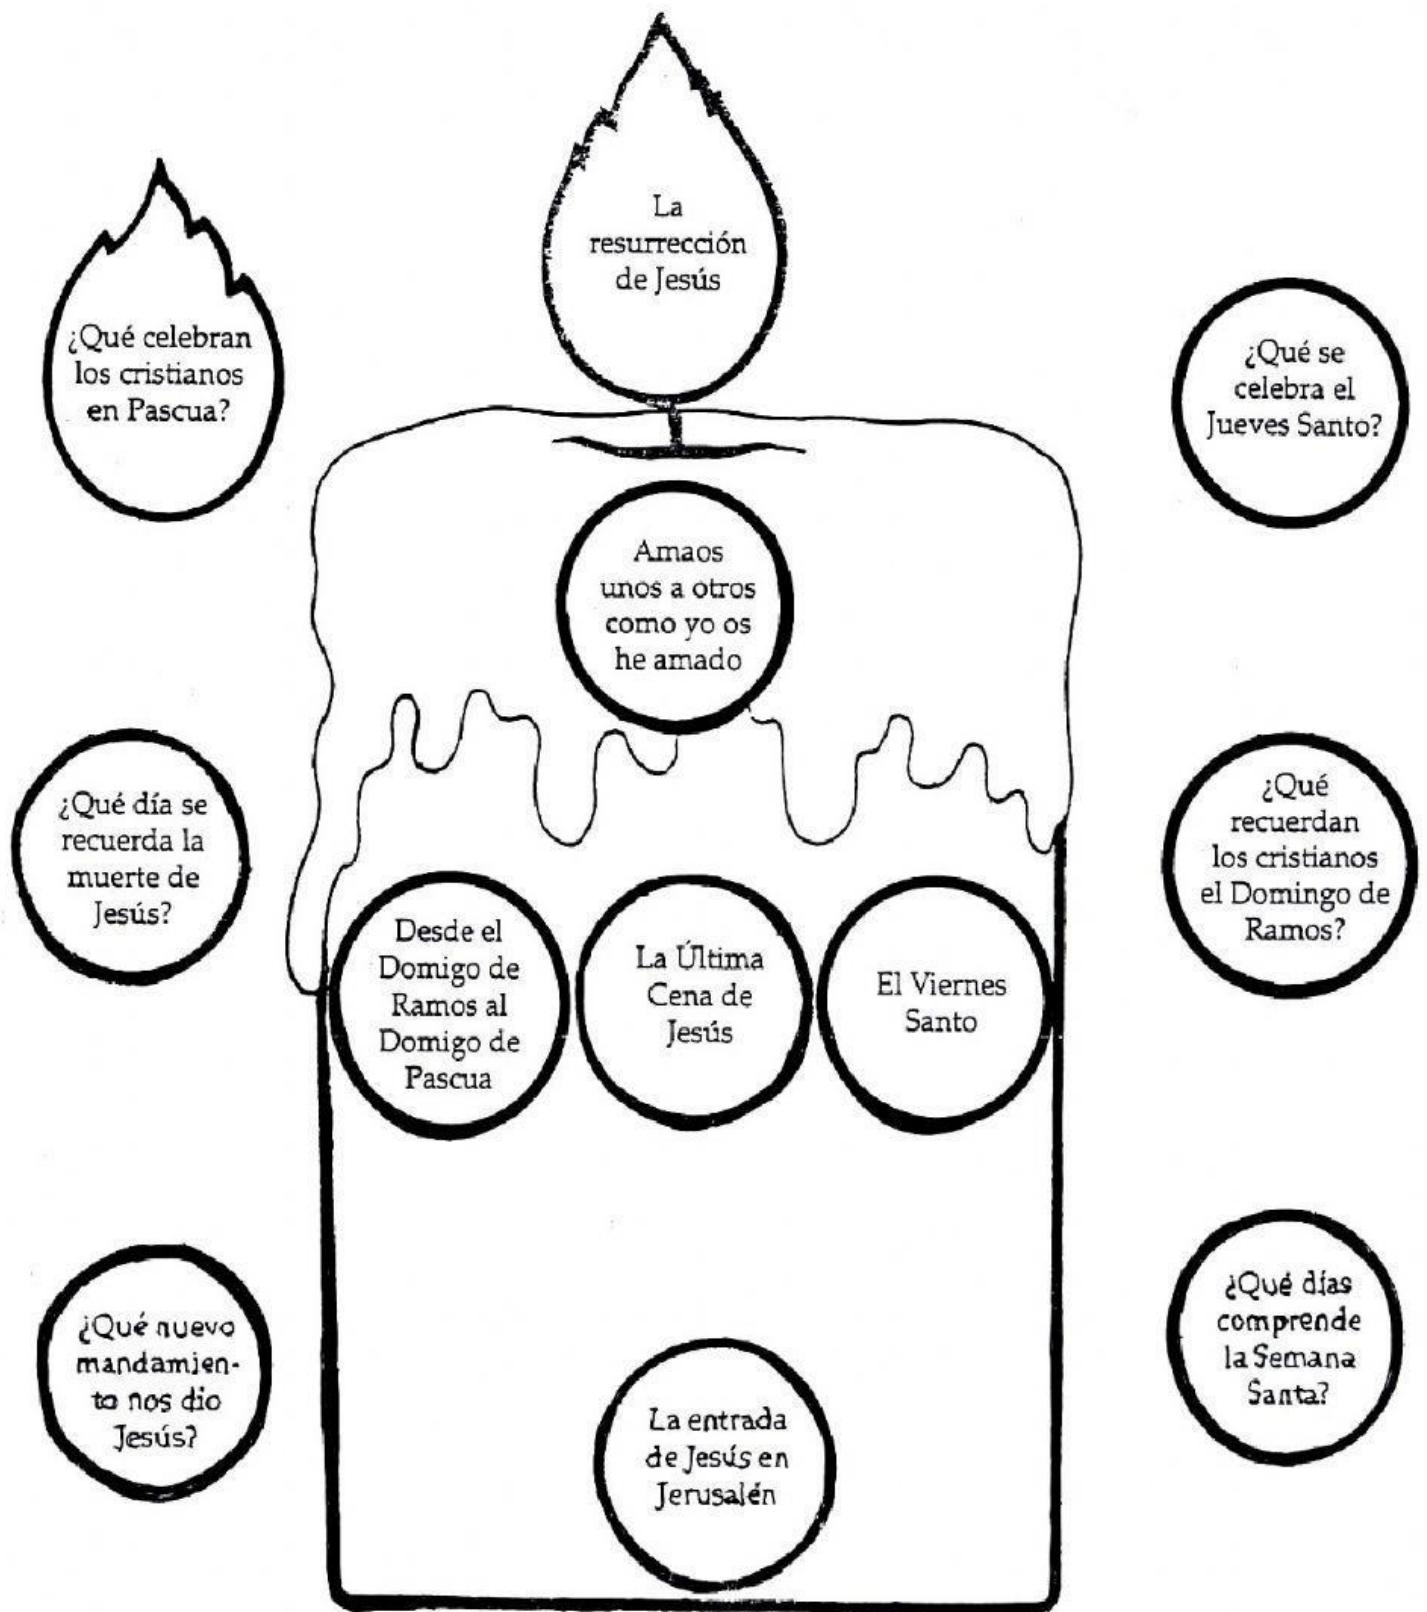 La
resurrección
de Jesús
¿Qué celebran
los cristianos
en Pascua?
¿Qué se
celebra el
Jueves Santo?
Amaos
unos a otros
como yo os
he amado
¿Qué día se
recuerda la
muerte de
Jesús?
¿Qué
recuerdan
los cristianos
el Domingo de
Ramos?
Desde el
Domigo de
Ramos al
Domigo de
Pascua
La Última
Cena de
Jesús
El Viernes
Santo
¿Qué nuevo
mandamien-
to nos dio
Jesús?
¿Qué días
comprende
la Semana
Santa?
La entrada
de Jesús en
Jerusalén